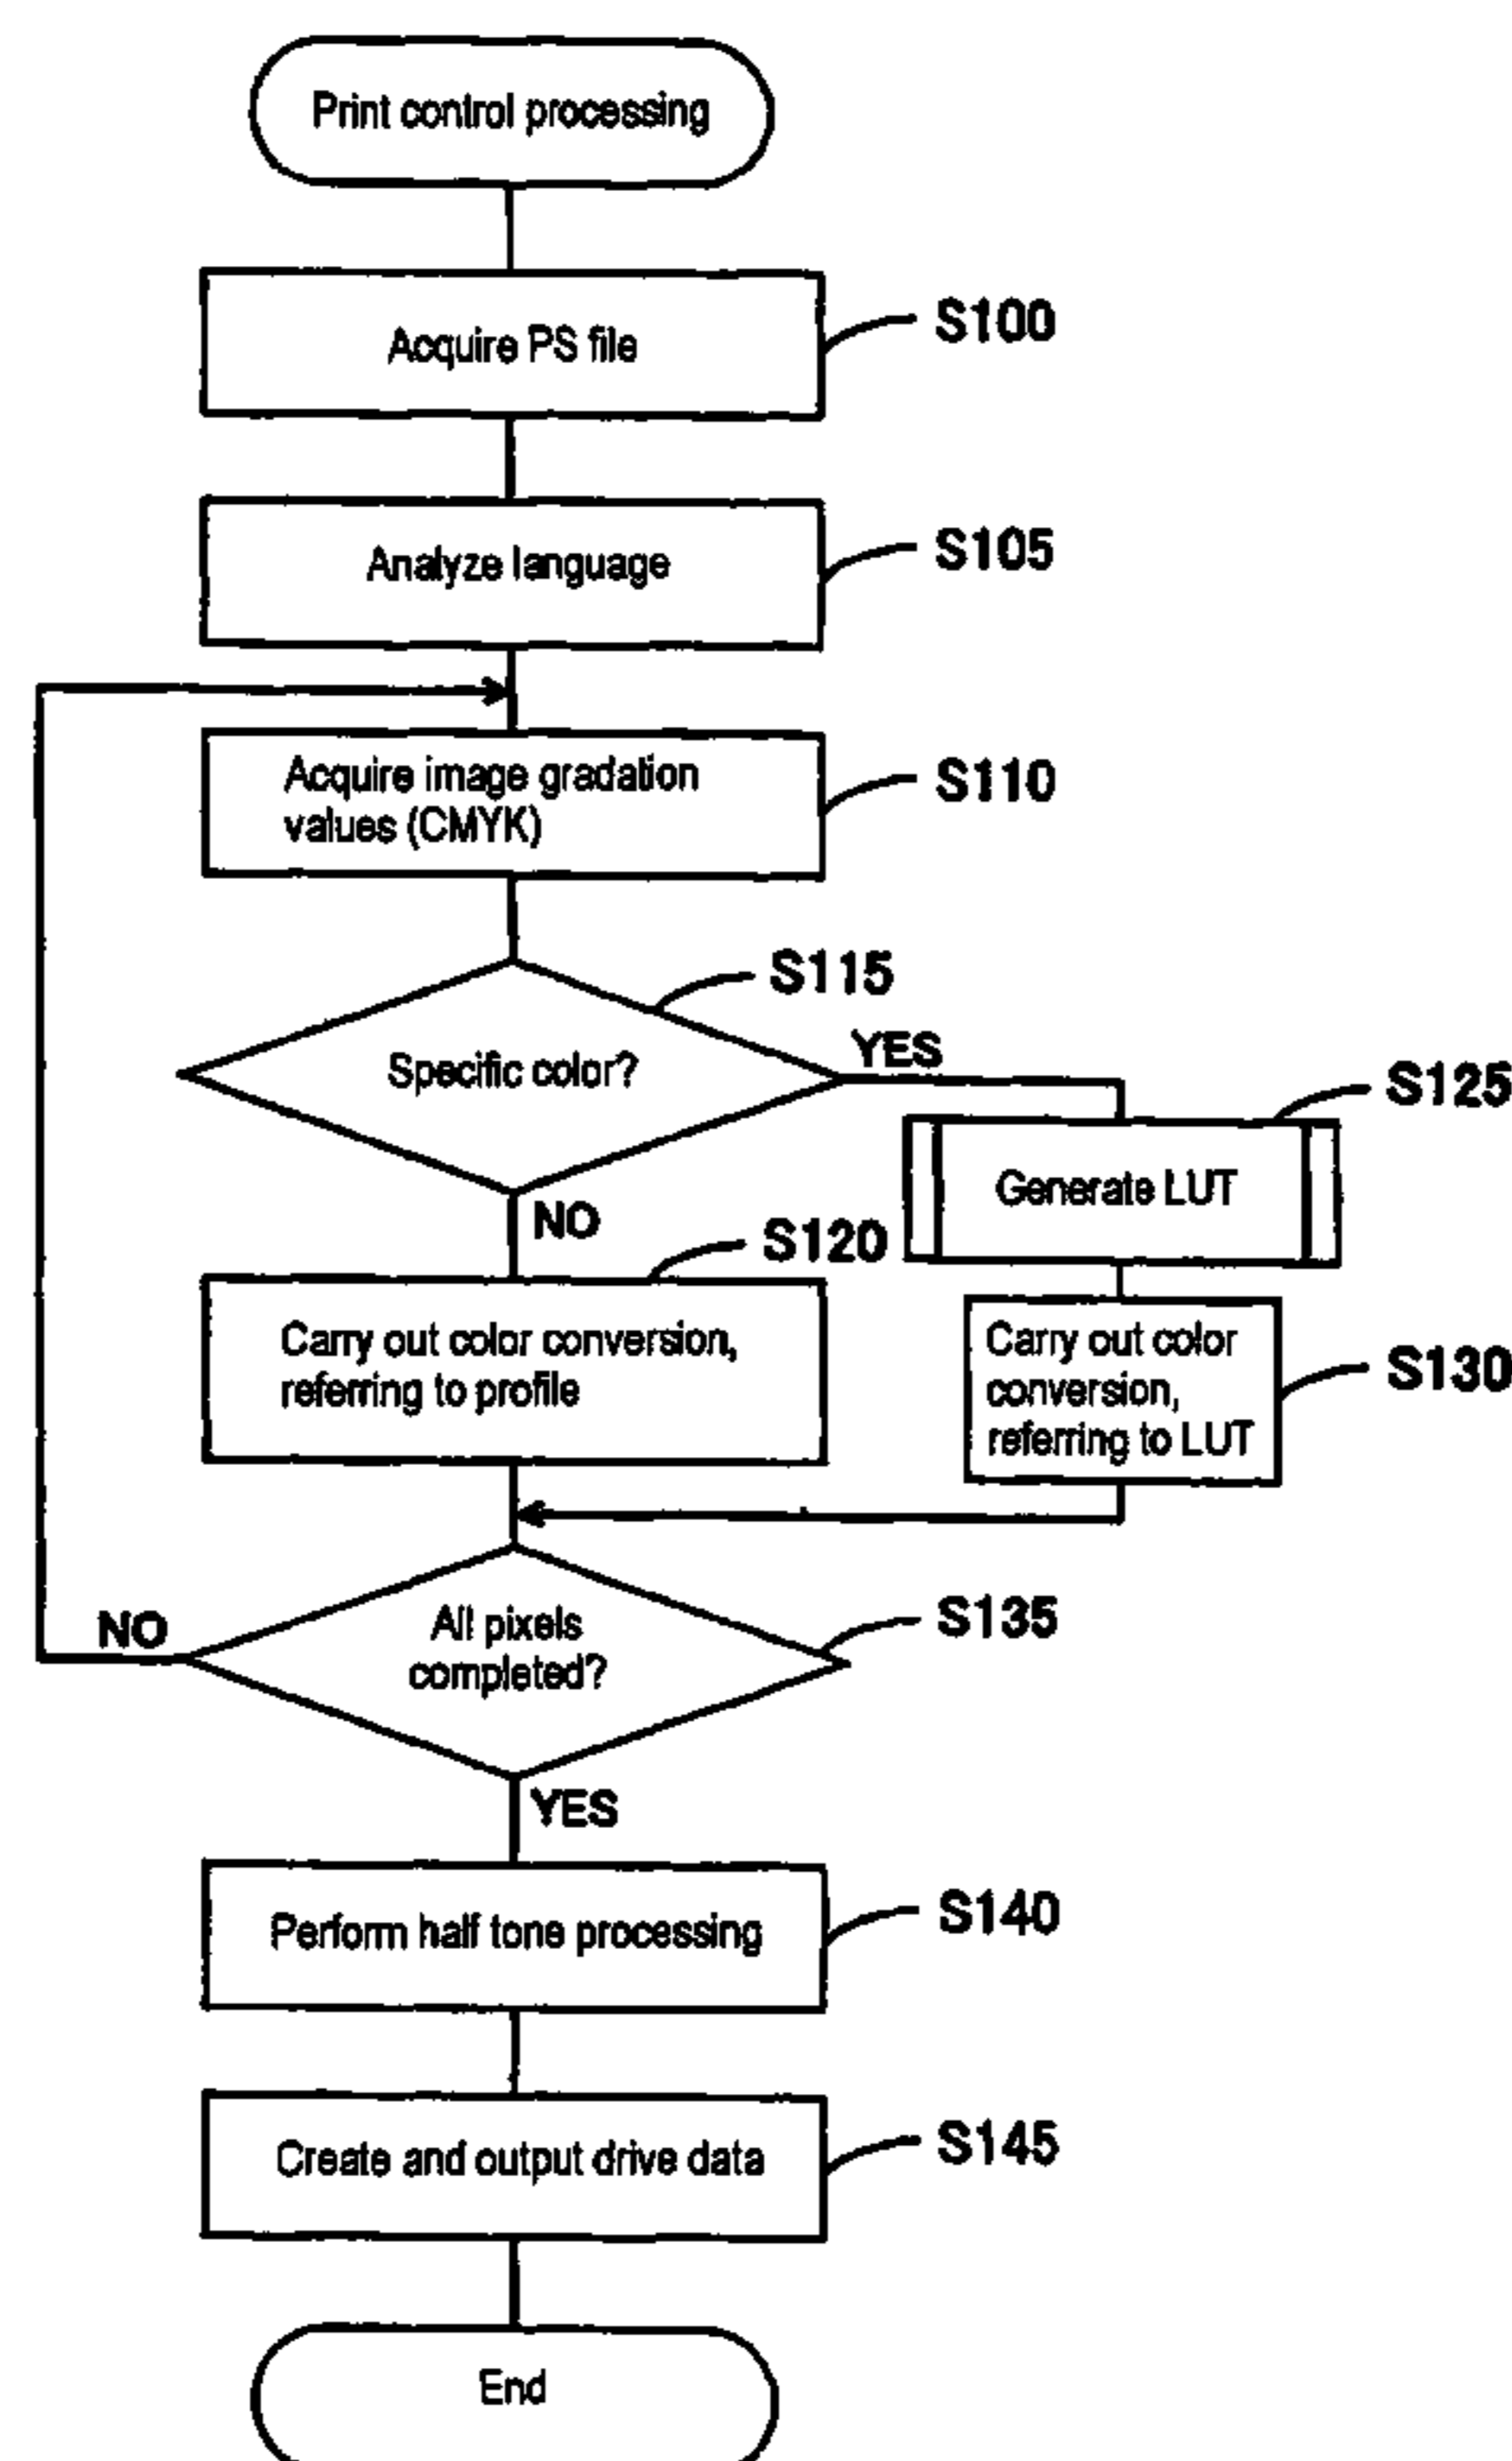 Print control processing
Acquire PS file
S100
Analyze language
S105
Acquire image gradation
values (CMYK)
S110
S115
Specific color?
YES
S125
Generate LUT
NO
S120
Carry out color conversion,
referring to profile
Carry out color
conversion,
referring to LUT
S130
All pixels
completed?
NO
S135
YES
Perform half tone processing
S140
Create and output drive data
S145
End